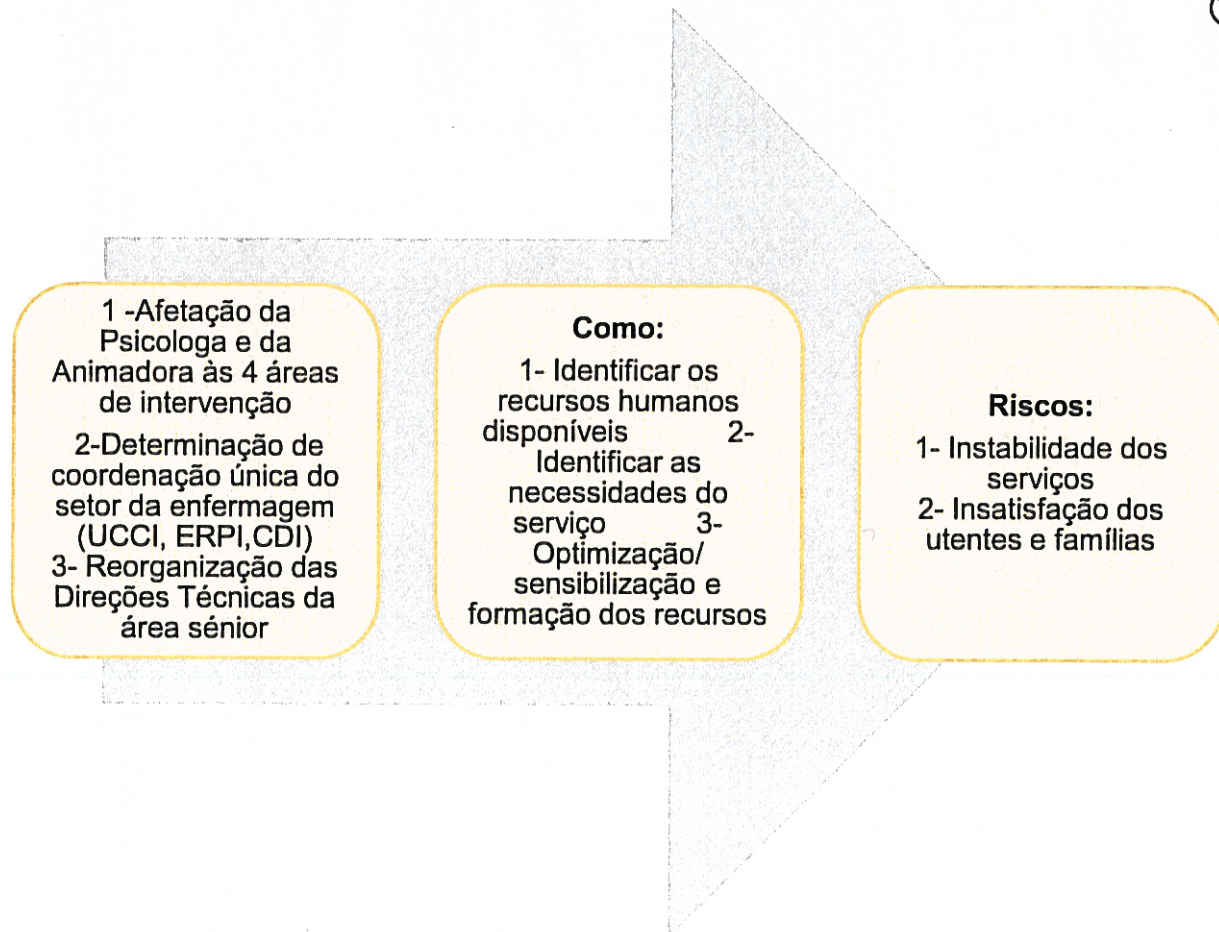 1 -Afetação da
Psicologa e da
Animadora às 4 áreas
de intervenção
2-Determinação de
coordenação única do
setor da enfermagem
(UCCI, ERPI,CDI)
3- Reorganização das
Direções Técnicas da
área sénior
Como:
1- Identificar os
recursos humanos
disponíveis 2-
Identificar as
necessidades do
serviço 3-
Optimização/
sensibilização e
formação dos recursos
Riscos:
1- Instabilidade dos
serviços
2- Insatisfação dos
utentes e famílias